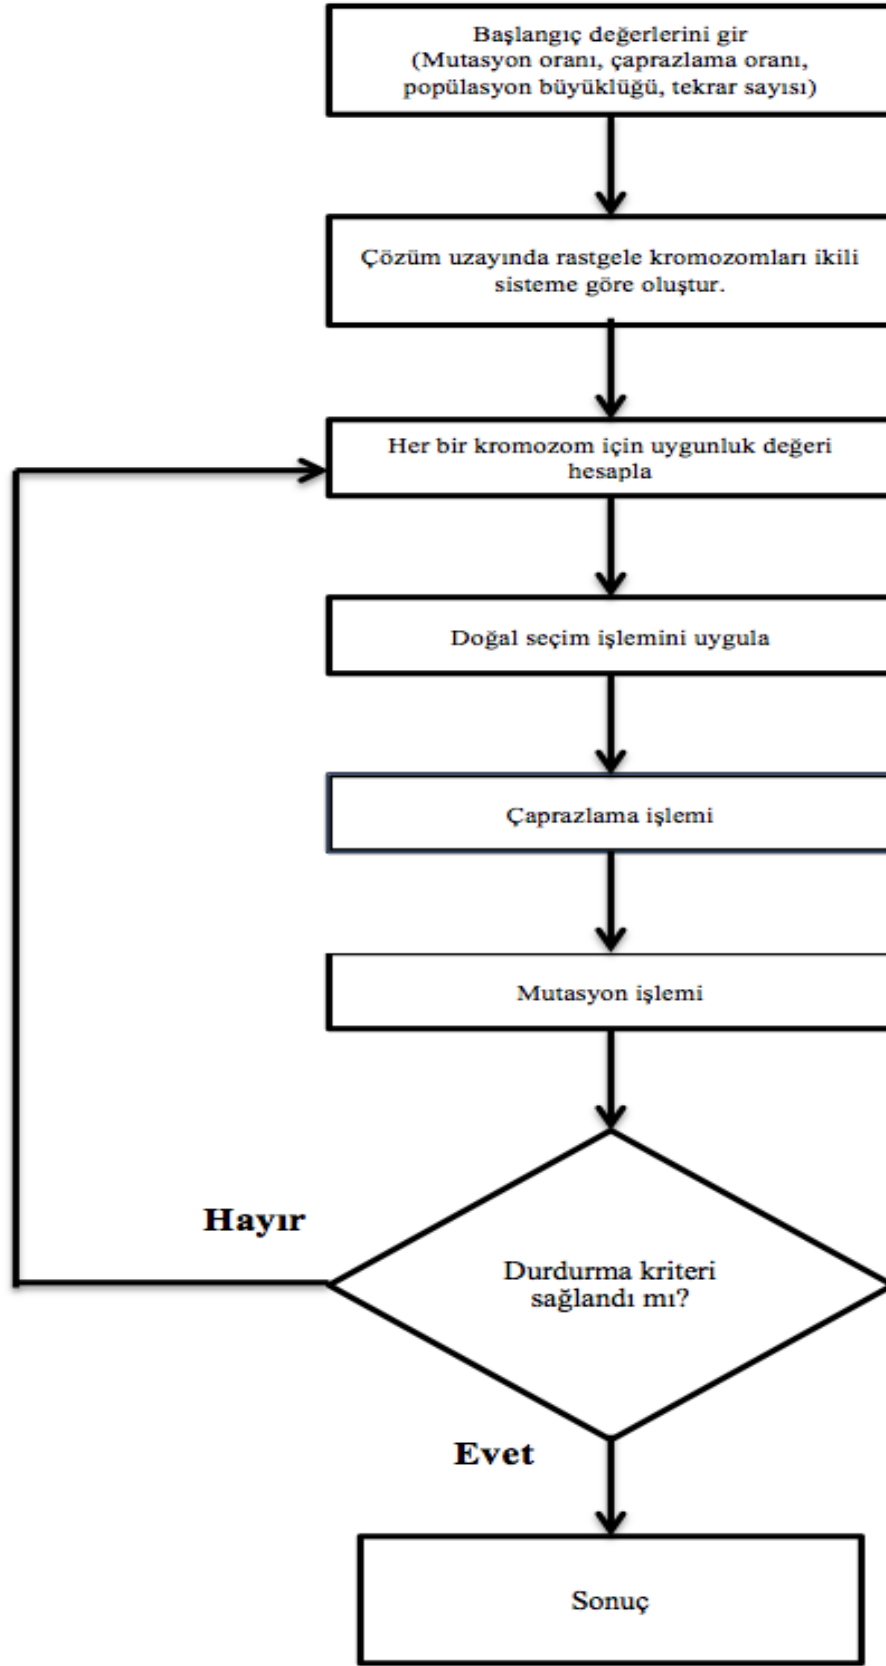 Başlangıç değerlerini gir
(Mutasyon oranı, çaprazlama oranı,
popülasyon büyüklüğü, tekrar sayısı)
Çözüm uzayında rastgele kromozomları ikili
sisteme göre oluştur.
Her bir kromozom için uygunluk değeri
hesapla
Doğal seçim işlemini uygula
Çaprazlama işlemi
Mutasyon işlemi
Hayır
Durdurma kriteri
sağlandı mı?
Evet
Sonuç